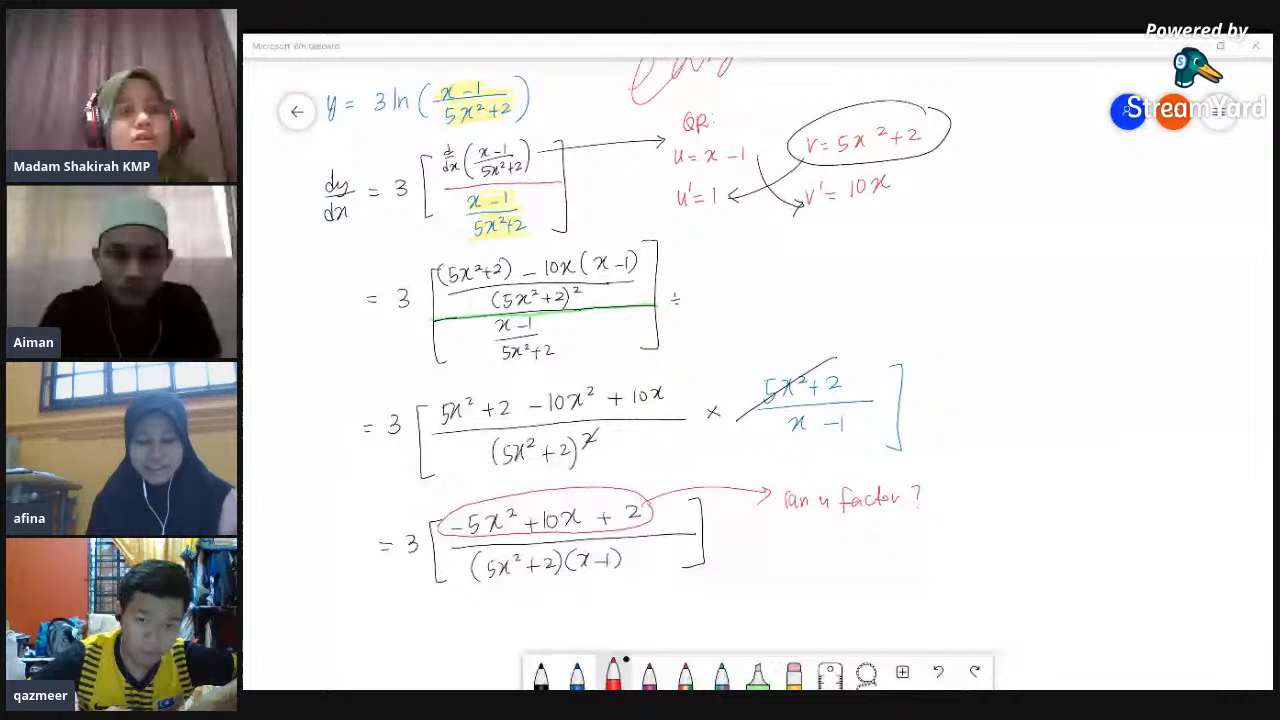 Powered by
StreamYard
Microsoft Whiteboard
y = 3 ln ( x - 1 / 5x² + 2 )
QR:
u = x - 1
v = 5x² + 2
u' = 1
v' = 10x
dy/dx = 3 [ d/dx ( x - 1 / 5x² + 2 ) / ( x - 1 / 5x² + 2 ) ]
= 3 [ (5x² + 2) - 10x ( x - 1 ) / (5x² + 2)² / ( x - 1 / 5x² + 2 ) ] ÷
= 3 [ 5x² + 2 - 10x² + 10x / (5x² + 2)² × 5x² + 2 / x - 1 ]
= 3 [ -5x² + 10x + 2 / (5x² + 2)(x - 1) ]
can u factor ?
Madam Shakirah KMP
Aiman
afina
qazmeer